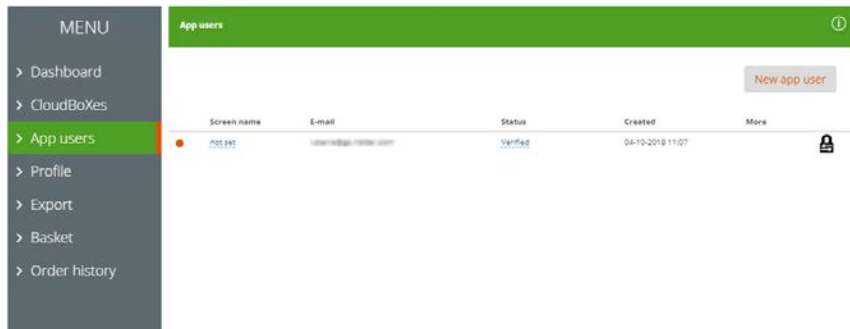 MENU
> Dashboard
> CloudBoXes
> App users
> Profile
> Export
> Basket
> Order history
App users
New app user
Screen name E-mail Status Created More
not set Verified 04-10-2018 11:07